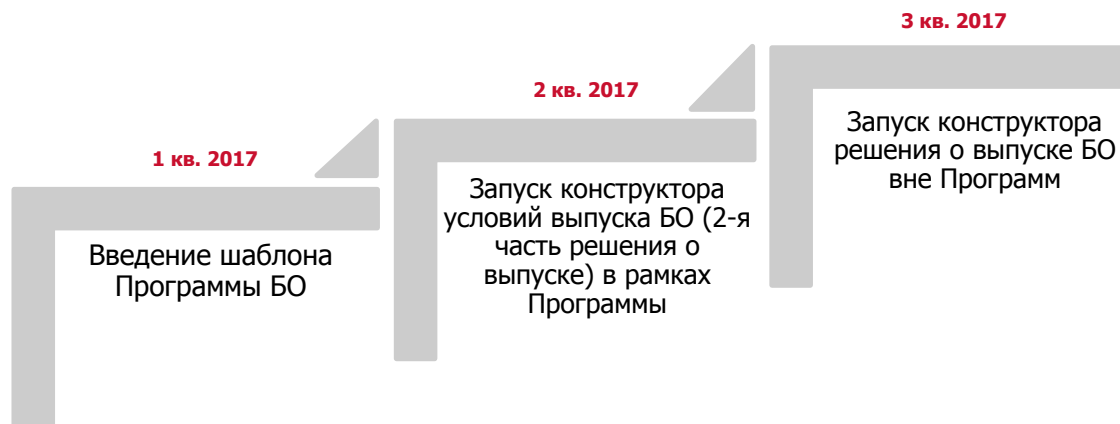 1 кв. 2017
Введение шаблона
Программы БО
2 кв. 2017
Запуск конструктора
условий выпуска БО (2-я
часть решения о
выпуске) в рамках
Программы
3 кв. 2017
Запуск конструктора
решения о выпуске БО
вне Программ